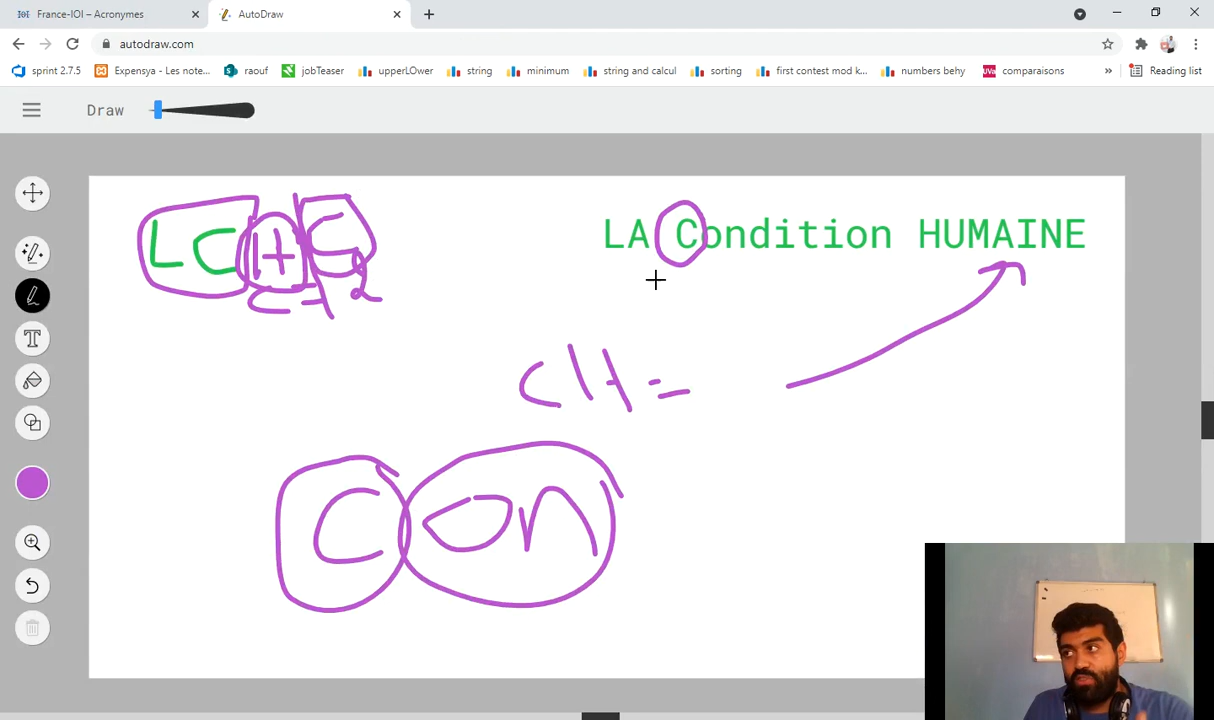 France-IOI – Acronymes
AutoDraw
autodraw.com
sprint 2.7.5
Expensya - Les note...
raouf
jobTeaser
upperLOwer
string
minimum
string and calcul
sorting
first contest mod k...
numbers behy
comparaisons
»
Reading list
Draw
LC
LA Condition HUMAINE
CH=
Con